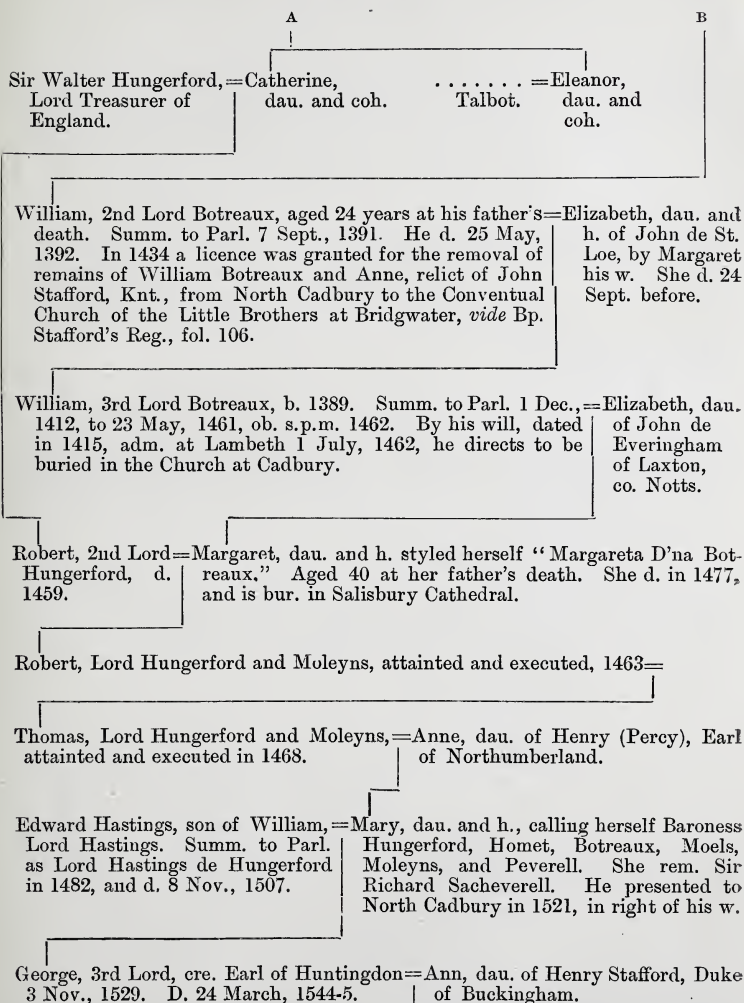 A B
Sir Walter Hungerford,=Catherine, . . . . . . . =Eleanor,
Lord Treasurer of dau. and coh. Talbot. dau. and
England. coh.
William, 2nd Lord Botreaux, aged 24 years at his father's=Elizabeth, dau. and
death. Summ. to Parl. 7 Sept., 1391. He d. 25 May, h. of John de St.
1392. In 1434 a licence was granted for the removal of Loe, by Margaret
remains of William Botreaux and Anne, relict of John his w. She d. 24
Stafford, Knt., from North Cadbury to the Conventual Sept. before.
Church of the Little Brothers at Bridgwater, vide Bp.
Stafford's Reg., fol. 106.
William, 3rd Lord Botreaux, b. 1389. Summ. to Parl. 1 Dec.,=Elizabeth, dau.
1412, to 23 May, 1461, ob. s.p.m. 1462. By his will, dated of John de
in 1415, adm. at Lambeth 1 July, 1462, he directs to be Everingham
buried in the Church at Cadbury. of Laxton,
co. Notts.
Robert, 2nd Lord=Margaret, dau. and h. styled herself "Margareta D'na Bot-
Hungerford, d. reaux." Aged 40 at her father's death. She d. in 1477,
1459. and is bur. in Salisbury Cathedral.
Robert, Lord Hungerford and Moleyns, attainted and executed, 1463=
Thomas, Lord Hungerford and Moleyns,=Anne, dau. of Henry (Percy), Earl
attainted and executed in 1468. of Northumberland.
Edward Hastings, son of William,=Mary, dau. and h., calling herself Baroness
Lord Hastings. Summ. to Parl. Hungerford, Homet, Botreaux, Moels,
as Lord Hastings de Hungerford Moleyns, and Peverell. She rem. Sir
in 1482, and d. 8 Nov., 1507. Richard Sacheverell. He presented to
North Cadbury in 1521, in right of his w.
George, 3rd Lord, cre. Earl of Huntingdon=Ann, dau. of Henry Stafford, Duke
3 Nov., 1529. D. 24 March, 1544-5. of Buckingham.